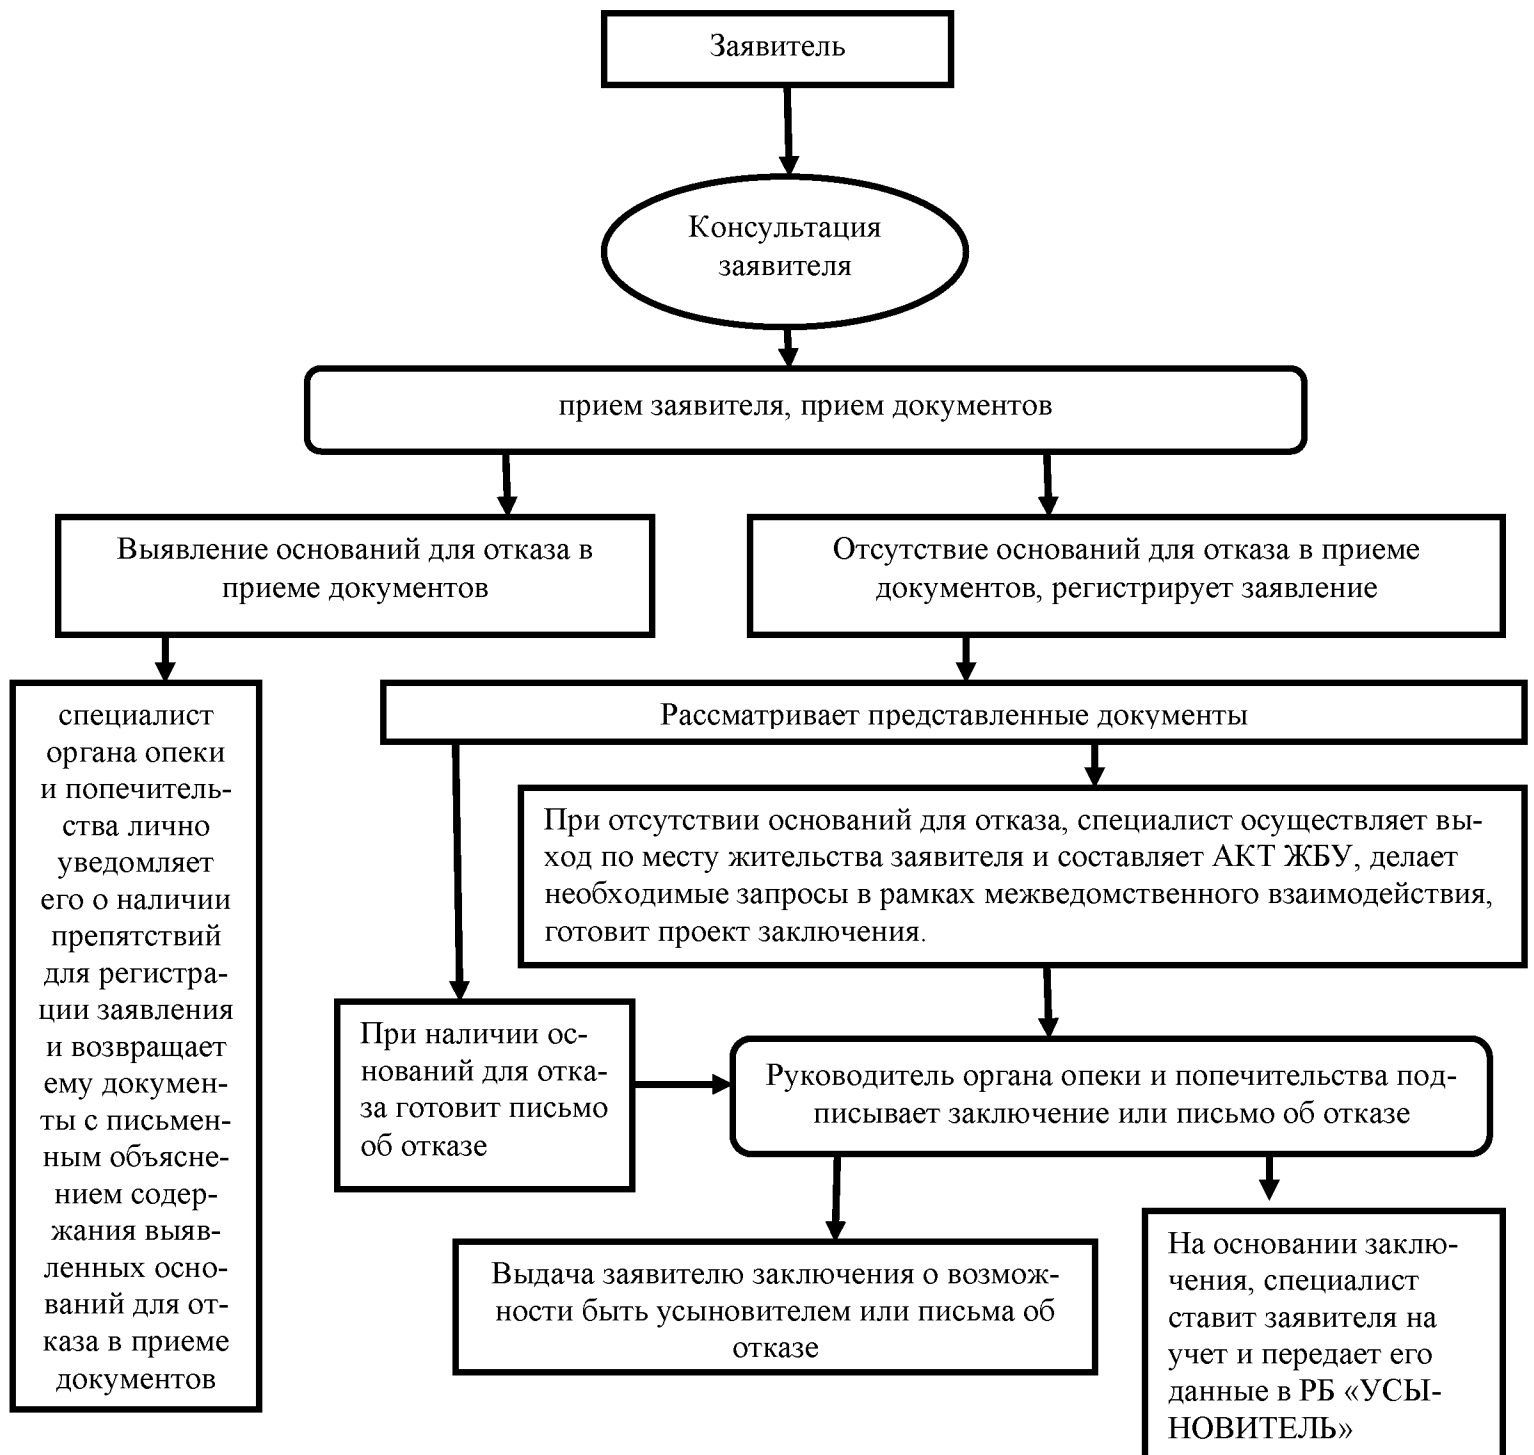 Заявитель
Консультация
заявителя
прием заявителя, прием документов
Выявление оснований для отказа в
приеме документов
Отсутствие оснований для отказа в приеме
документов, регистрирует заявление
специалист
органа опеки
и попечитель-
ства лично
уведомляет
его о наличии
препятствий
для регистра-
ции заявления
и возвращает
ему докумен-
ты с письмен-
ным объясне-
нием содер-
жания выяв-
ленных осно-
ваний для от-
каза в приеме
документов
Рассматривает представленные документы
При отсутствии оснований для отказа, специалист осуществляет вы-
ход по месту жительства заявителя и составляет АКТ ЖБУ, делает
необходимые запросы в рамках межведомственного взаимодействия,
готовит проект заключения.
При наличии ос-
нований для отка-
за готовит письмо
об отказе
Руководитель органа опеки и попечительства под-
писывает заключение или письмо об отказе
Выдача заявителю заключения о возмож-
ности быть усыновителем или письма об
отказе
На основании заклю-
чения, специалист
ставит заявителя на
учет и передает его
данные в РБ «УСЫ-
НОВИТЕЛЬ»